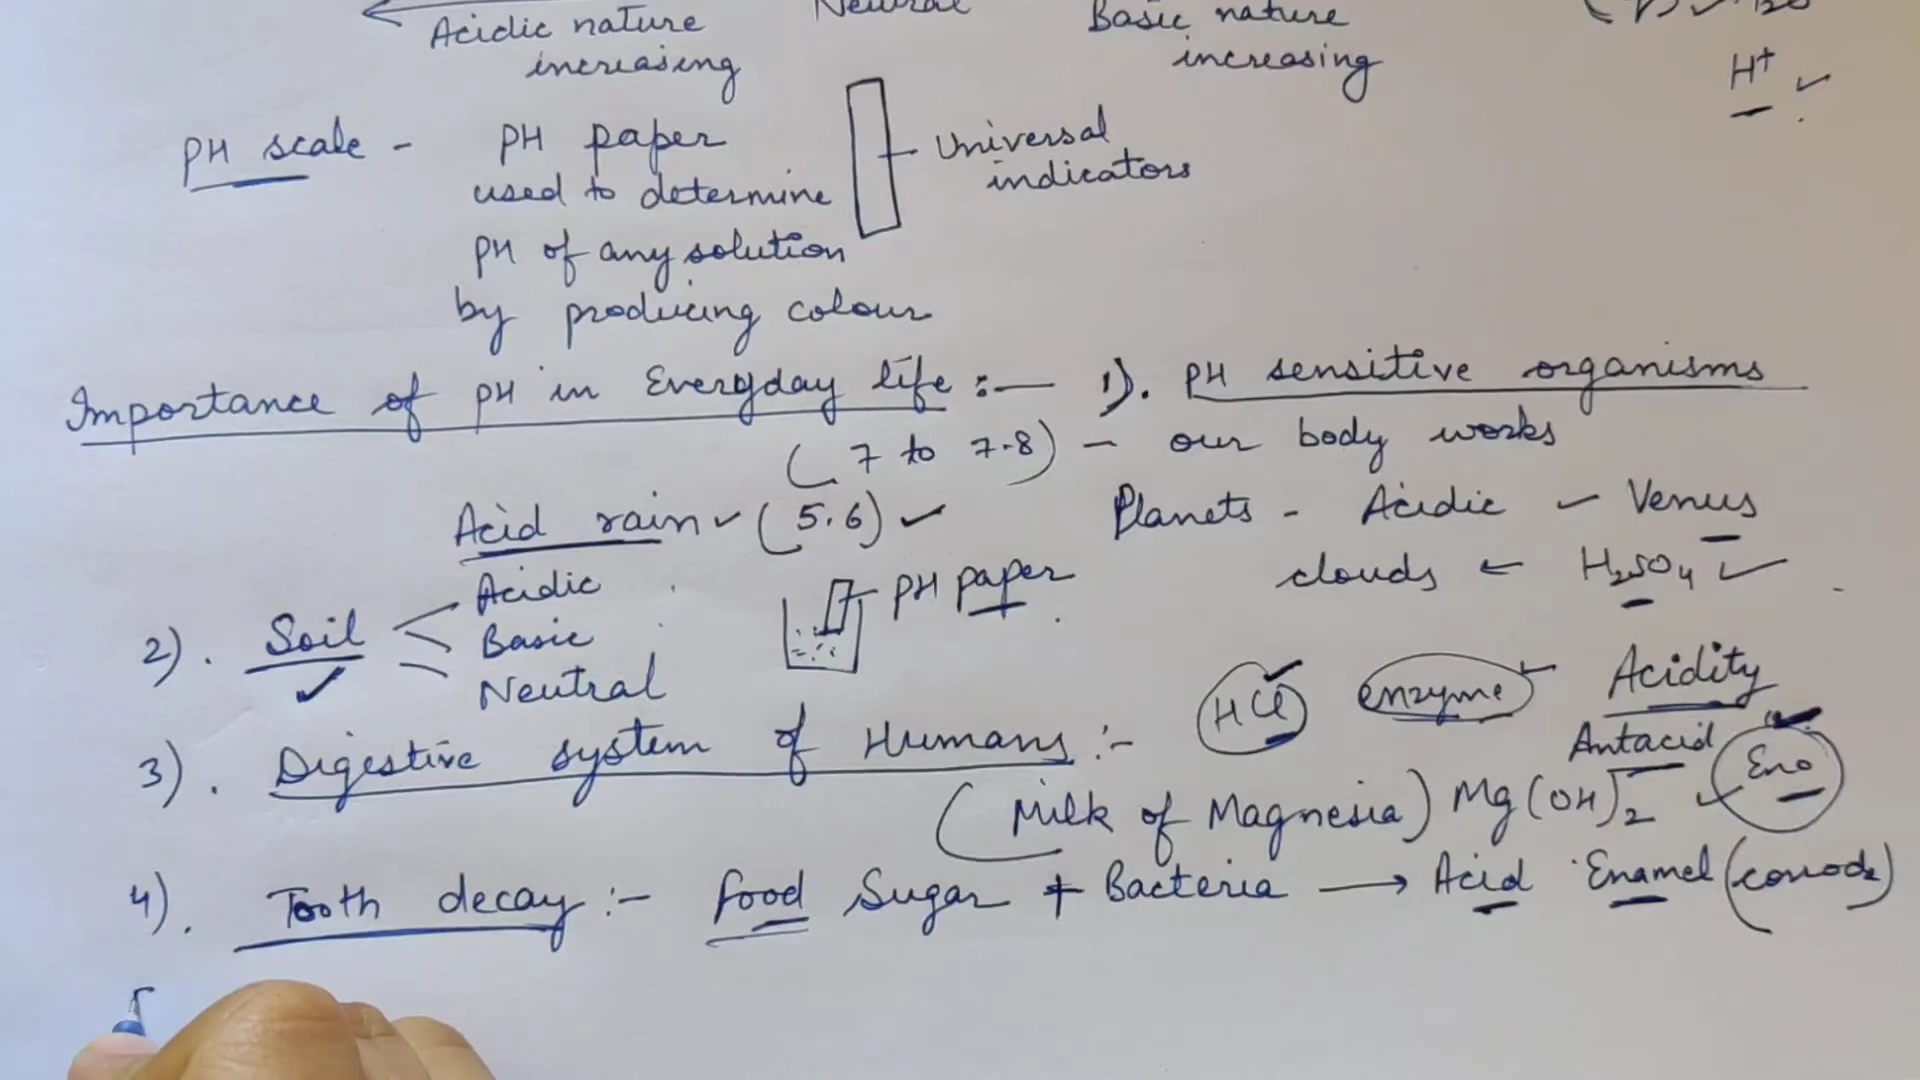 Acidic nature Neutral Basic nature
increasing increasing H+
PH scale - PH paper Universal
used to determine indicators
PH of any solution
by producing colour
Importance of PH in Everyday life :— 1). PH sensitive organisms
(7 to 7.8) - our body works
Acid rain (5.6) Planets - Acidic - Venus
clouds ← H2SO4
2). Soil Acidic PH paper
Basic
Neutral
3). Digestive system of Humans :- HCl enzyme Acidity
Antacid Eno
(Milk of Magnesia) Mg(OH)2
4). Tooth decay :- Food Sugar + Bacteria → Acid Enamel (corrode)